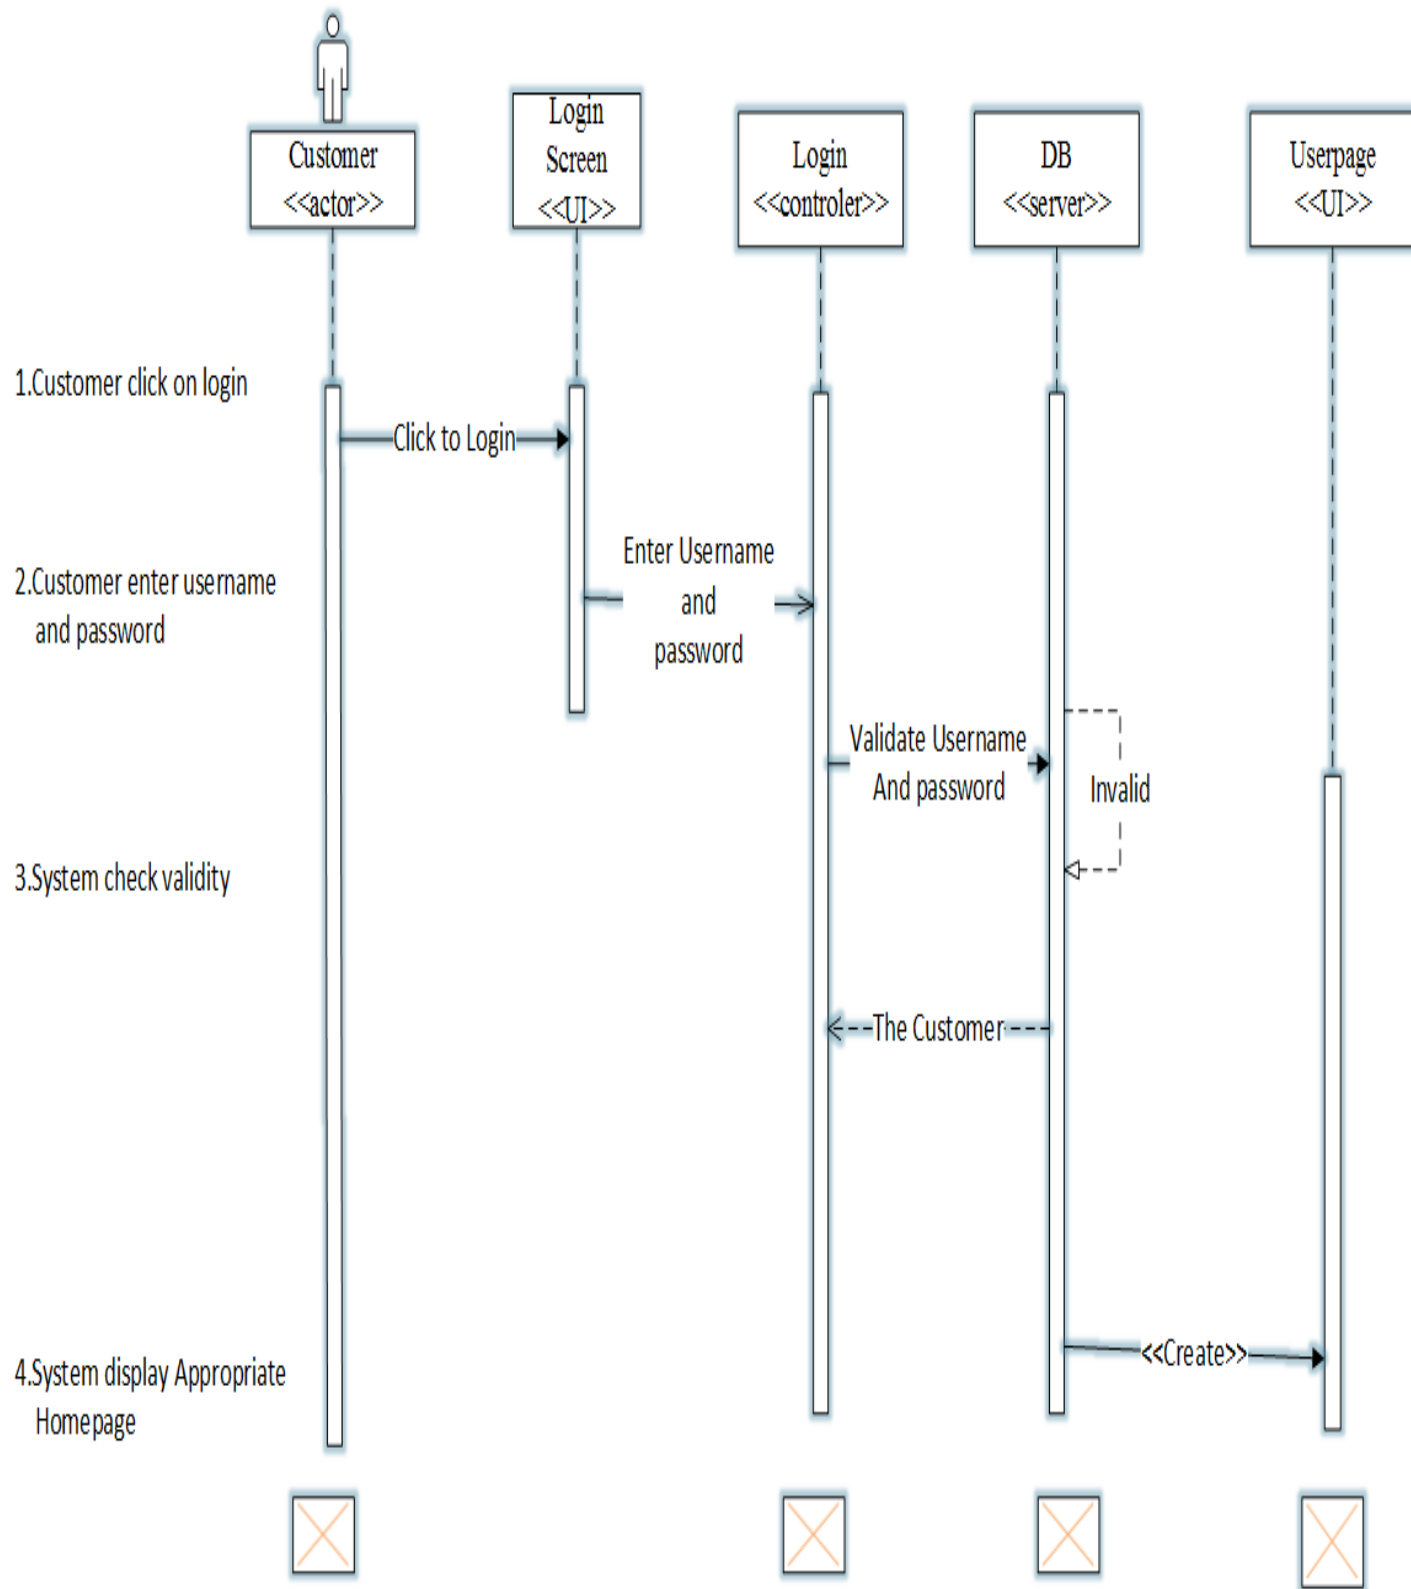 Customer
<<actor>>
Login
Screen
<<UI>>
Login
<<controler>>
DB
<<server>>
Userpage
<<UI>>
1.Customer click on login
Click to Login
2.Customer enter username
and password
Enter Username
and
password
Validate Username
And password
Invalid
3.System check validity
The Customer
<<Create>>
4.System display Appropriate
Homepage